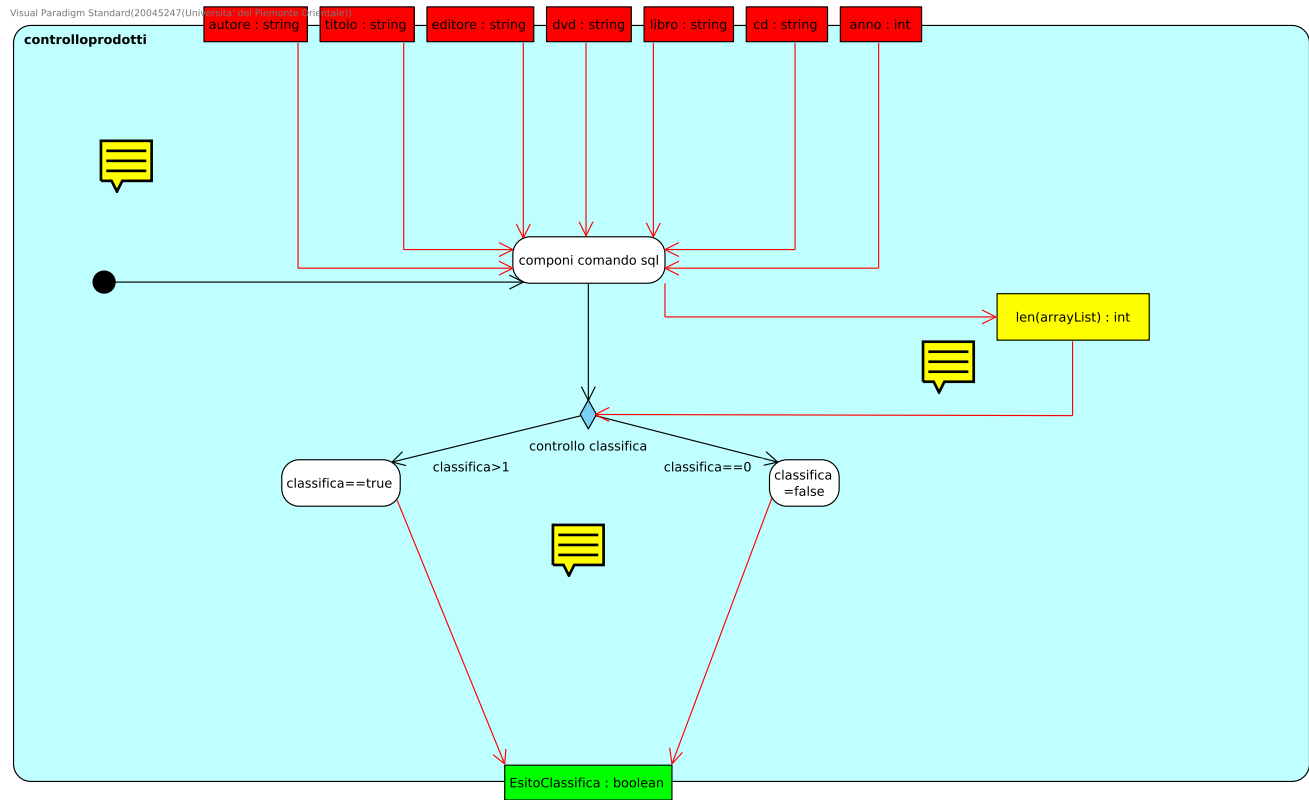 Visual Paradigm Standard(20045247(Universita' del Piemonte Orientale))
autore : string
titolo : string
editore : string
dvd : string
libro : string
cd : string
anno : int
controlloprodotti
componi comando sql
len(arrayList) : int
controllo classifica
classifica>1
classifica==0
classifica==true
classifica
=false
EsitoClassifica : boolean